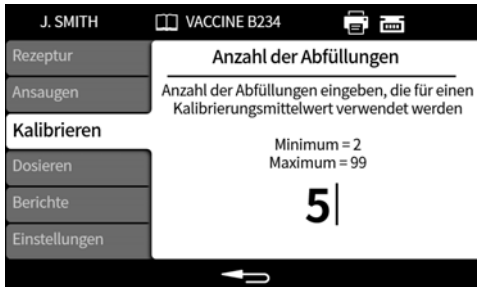 J. SMITH VACCINE B234
Rezeptur
Ansaugen
Kalibrieren
Dosieren
Berichte
Einstellungen
Anzahl der Abfüllungen
Anzahl der Abfüllungen eingeben, die für einen
Kalibrierungsmittelwert verwendet werden
Minimum = 2
Maximum = 99
5